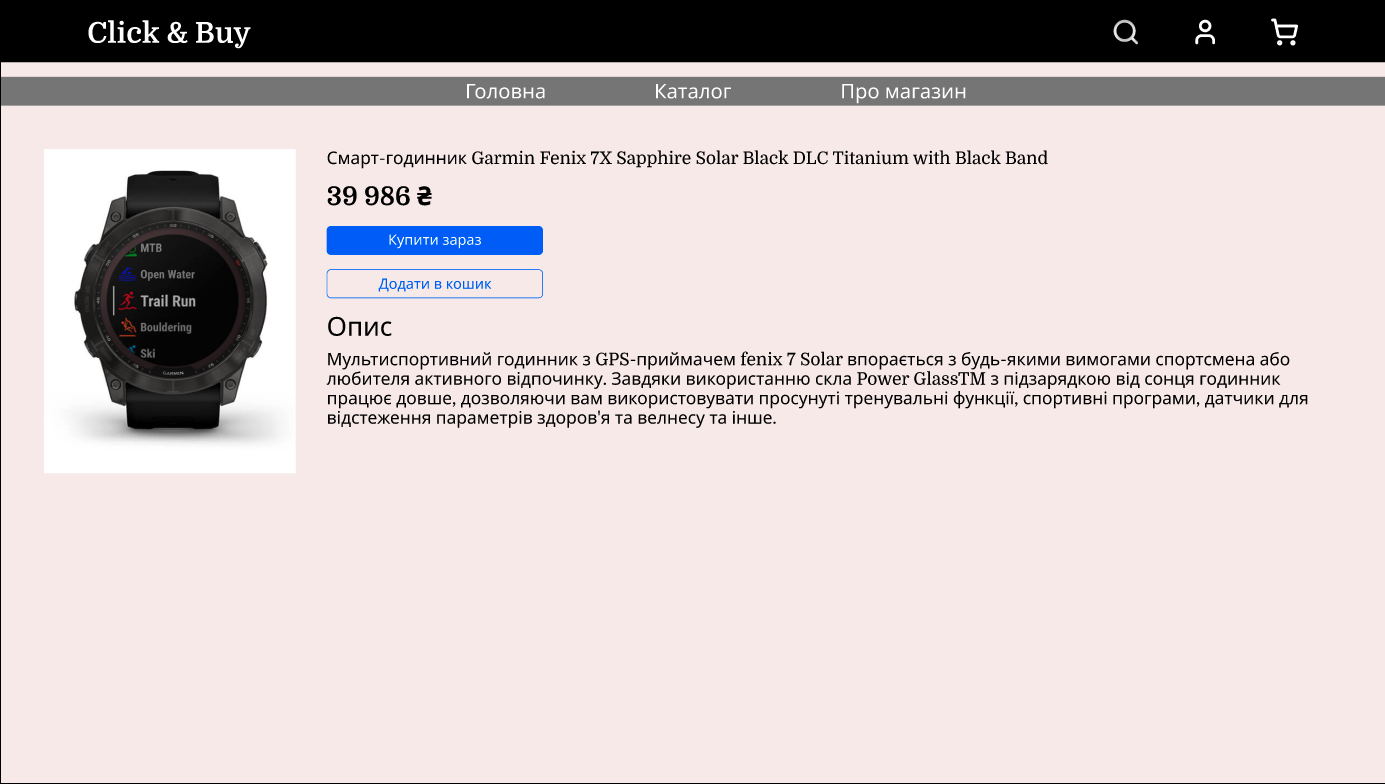 Click & Buy
Головна Каталог Про магазин
Смарт-годинник Garmin Fenix 7X Sapphire Solar Black DLC Titanium with Black Band
39 986 ₴
Купити зараз
Додати в кошик
Опис
Мультиспортивний годинник з GPS-приймачем fenix 7 Solar впорається з будь-якими вимогами спортсмена або
любителя активного відпочинку. Завдяки використанню скла Power GlassTM з підзарядкою від сонця годинник
працює довше, дозволяючи вам використовувати просунуті тренувальні функції, спортивні програми, датчики для
відстеження параметрів здоров'я та велнесу та інше.
MTB
Open Water
Trail Run
Bouldering
Ski
GARMIN